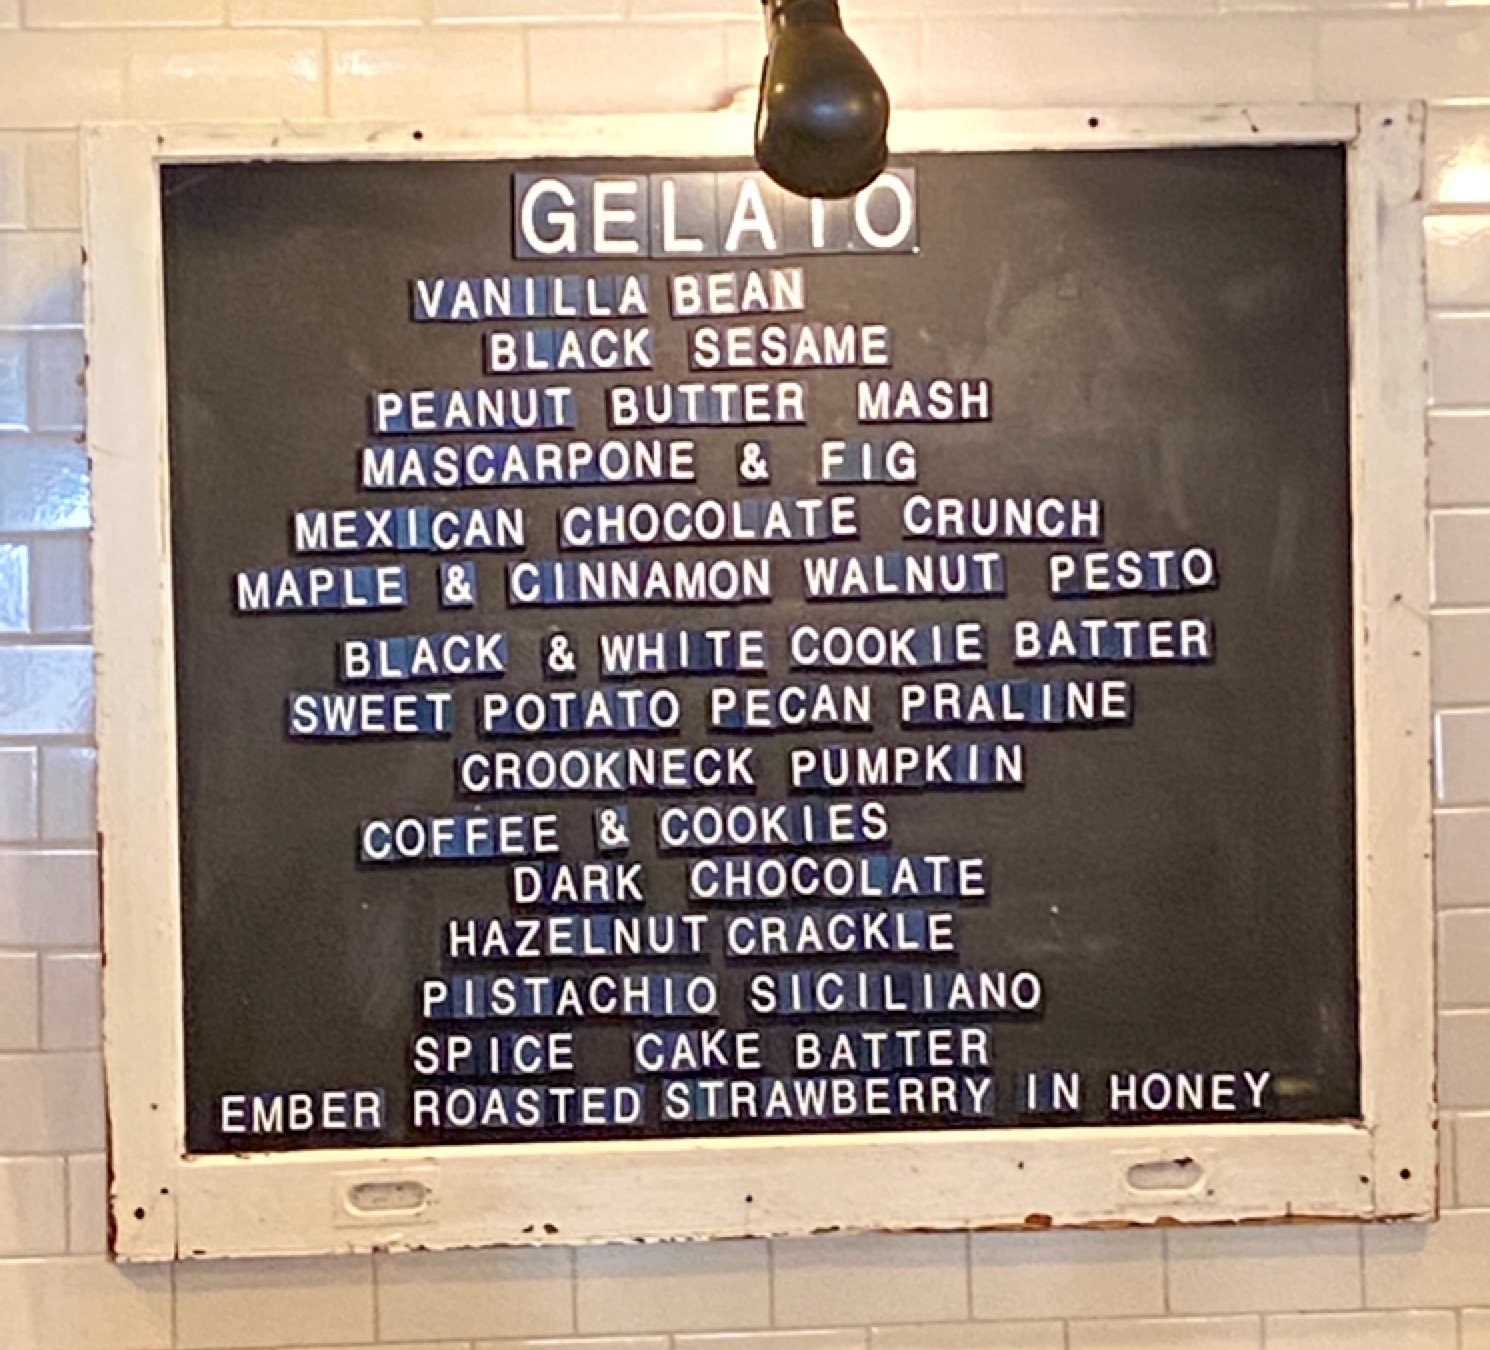 GELATO
VANILLA BEAN
BLACK SESAME
PEANUT BUTTER MASH
MASCARPONE & FIG
MEXICAN CHOCOLATE CRUNCH
MAPLE & CINNAMON WALNUT PESTO
BLACK & WHITE COOKIE BATTER
SWEET POTATO PECAN PRALINE
CROOKNECK PUMPKIN
COFFEE & COOKIES
DARK CHOCOLATE
HAZELNUT CRACKLE
PISTACHIO SICILIANO
SPICE CAKE BATTER
EMBER ROASTED STRAWBERRY IN HONEY